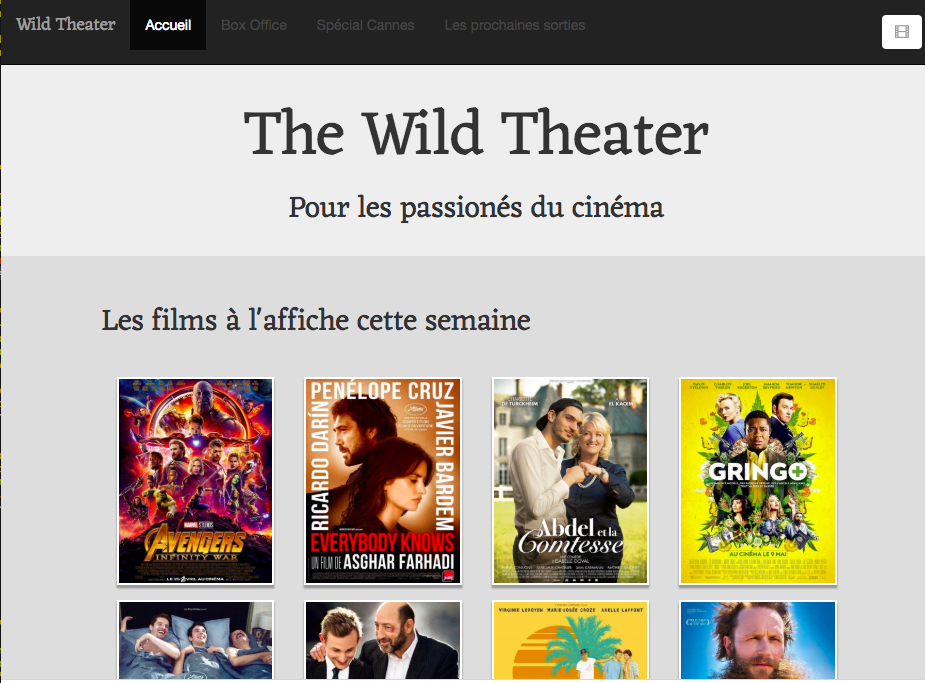 Wild Theater
Accueil
Box Office
Spécial Cannes
Les prochaines sorties
The Wild Theater
Pour les passionés du cinéma
Les films à l'affiche cette semaine
MARVEL STUDIOS
AVENGERS
INFINITY WAR
LE 25 AVRIL AU CINÉMA
PENÉLOPE CRUZ
JAVIER BARDEM
RICARDO DARÍN
EVERYBODY KNOWS
UN FILM DE ASGHAR FARHADI
DE TURCKHEIM
EL KACEM
Abdel et la
Comtesse
ISABELLE DOVAL
GRINGO
AU CINÉMA LE 9 MAI
VIRGINIE LEDOYEN MARIE-JOSÉE CROZE AXELLE LAFFONT